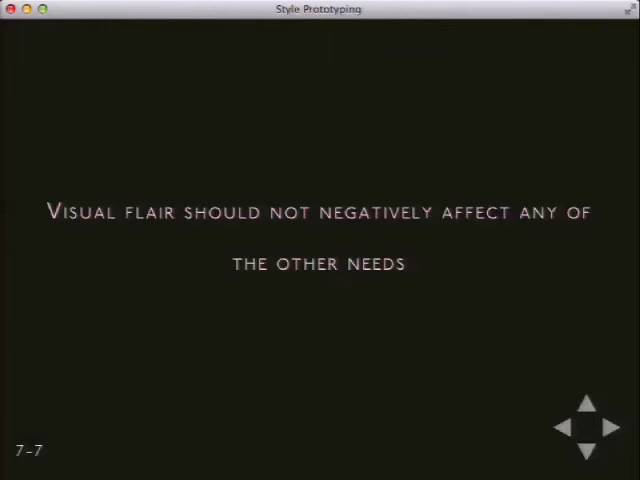 Style Prototyping
Visual flair should not negatively affect any of
the other needs
7-7